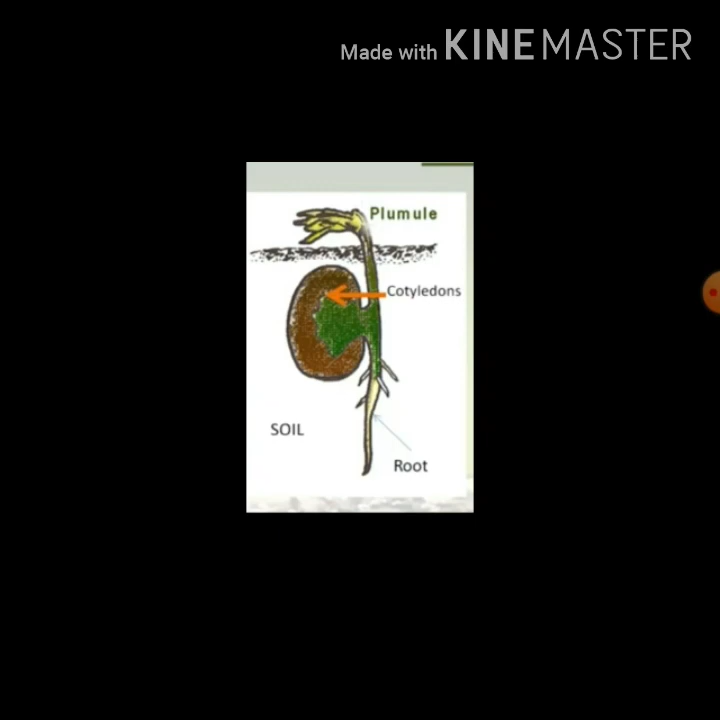 Made with KINEMASTER
Plumule
Cotyledons
SOIL
Root